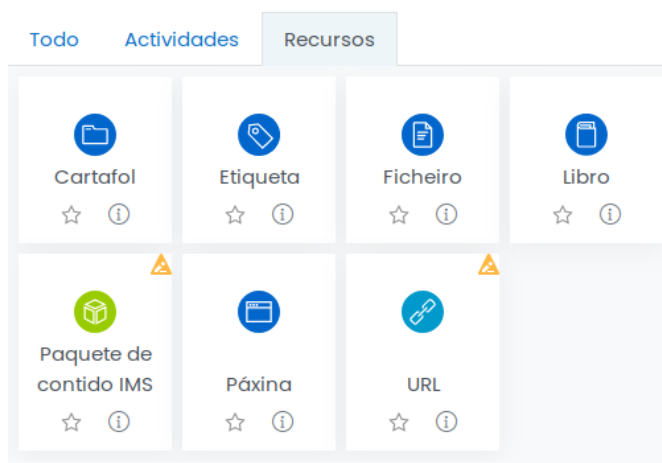 Todo Actividades Recursos
Cartafol Etiqueta Ficheiro Libro
Paquete de
contido IMS Páxina URL